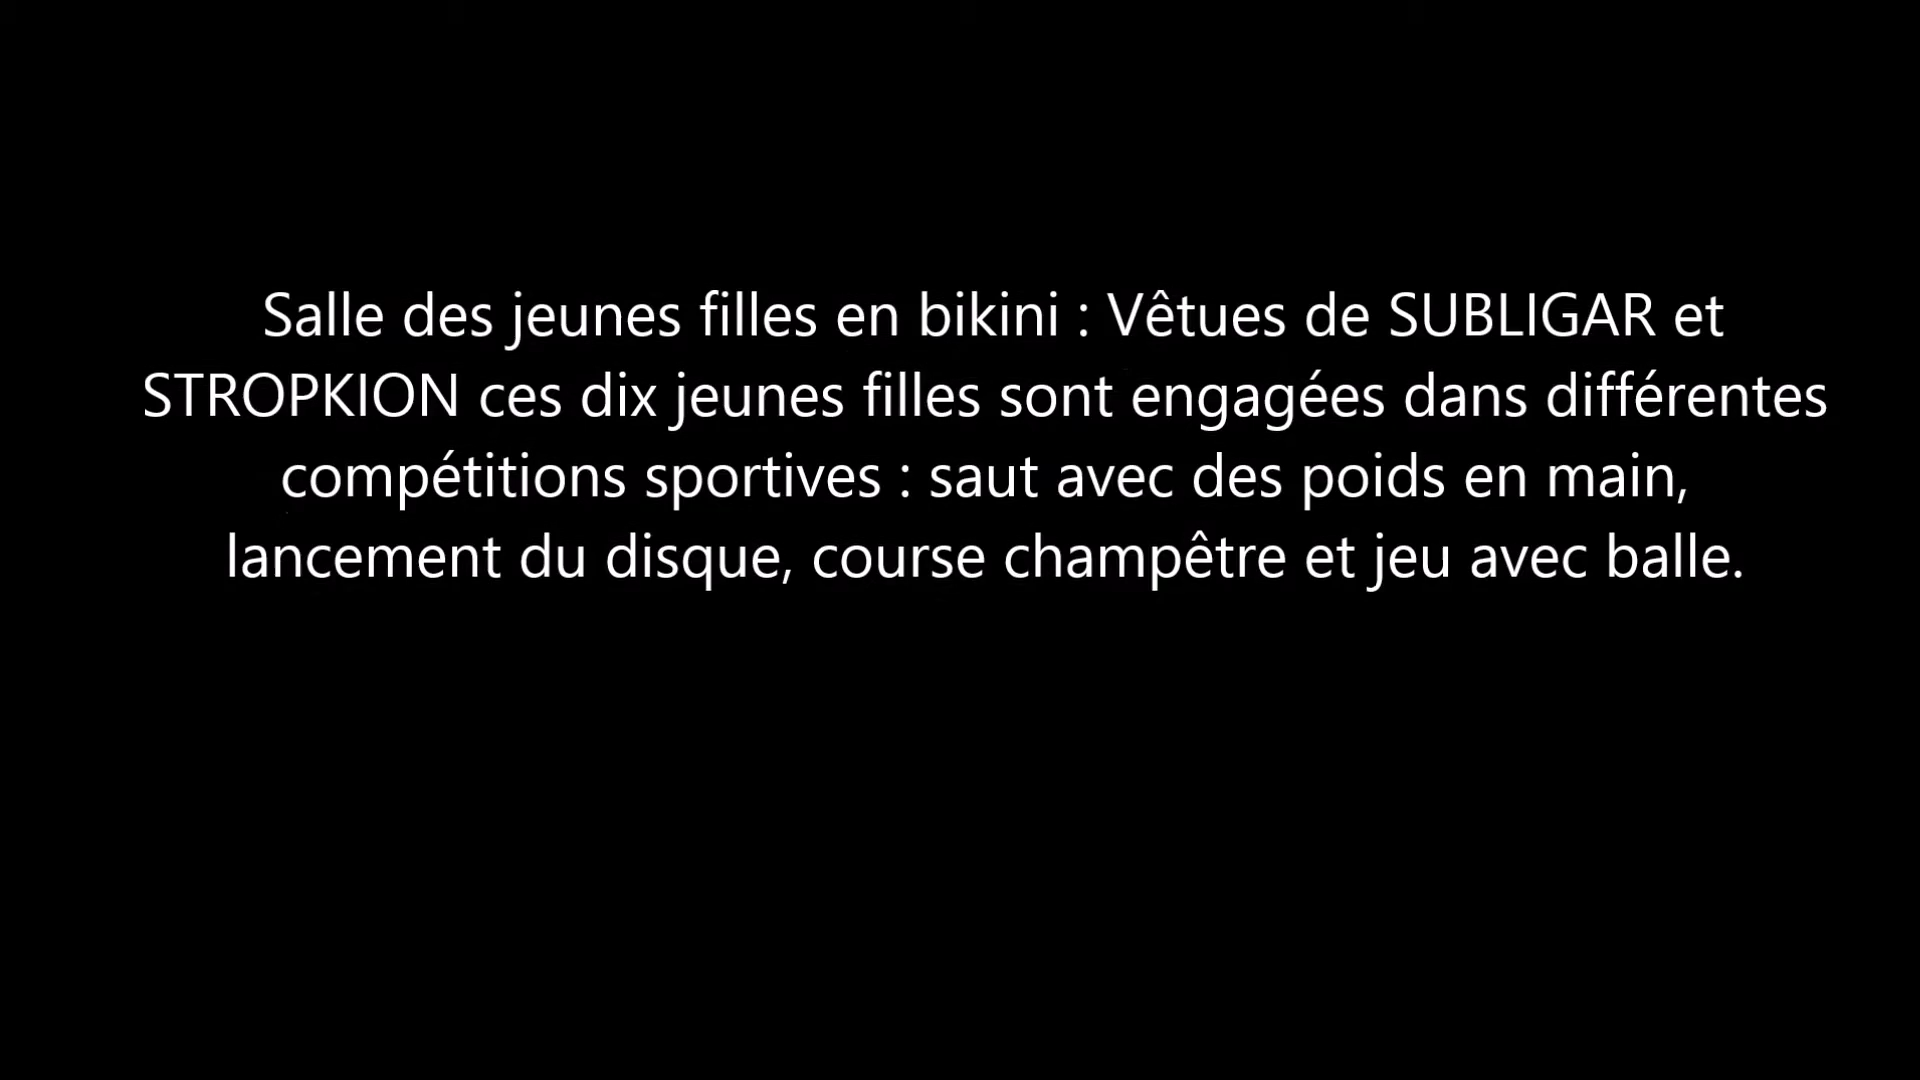 Salle des jeunes filles en bikini : Vêtues de SUBLIGAR et
STROPKION ces dix jeunes filles sont engagées dans différentes
compétitions sportives : saut avec des poids en main,
lancement du disque, course champêtre et jeu avec balle.